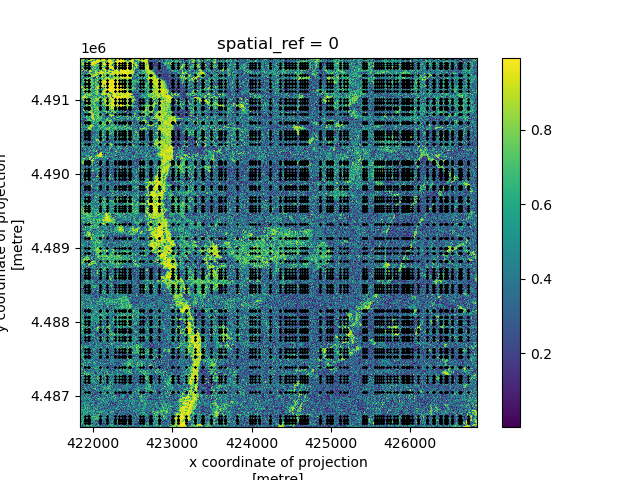 spatial_ref = 0
1e6
4.491
4.490
4.489
4.488
4.487
y coordinate of projection
[metre]
422000 423000 424000 425000 426000
x coordinate of projection
[metre]
0.8
0.6
0.4
0.2